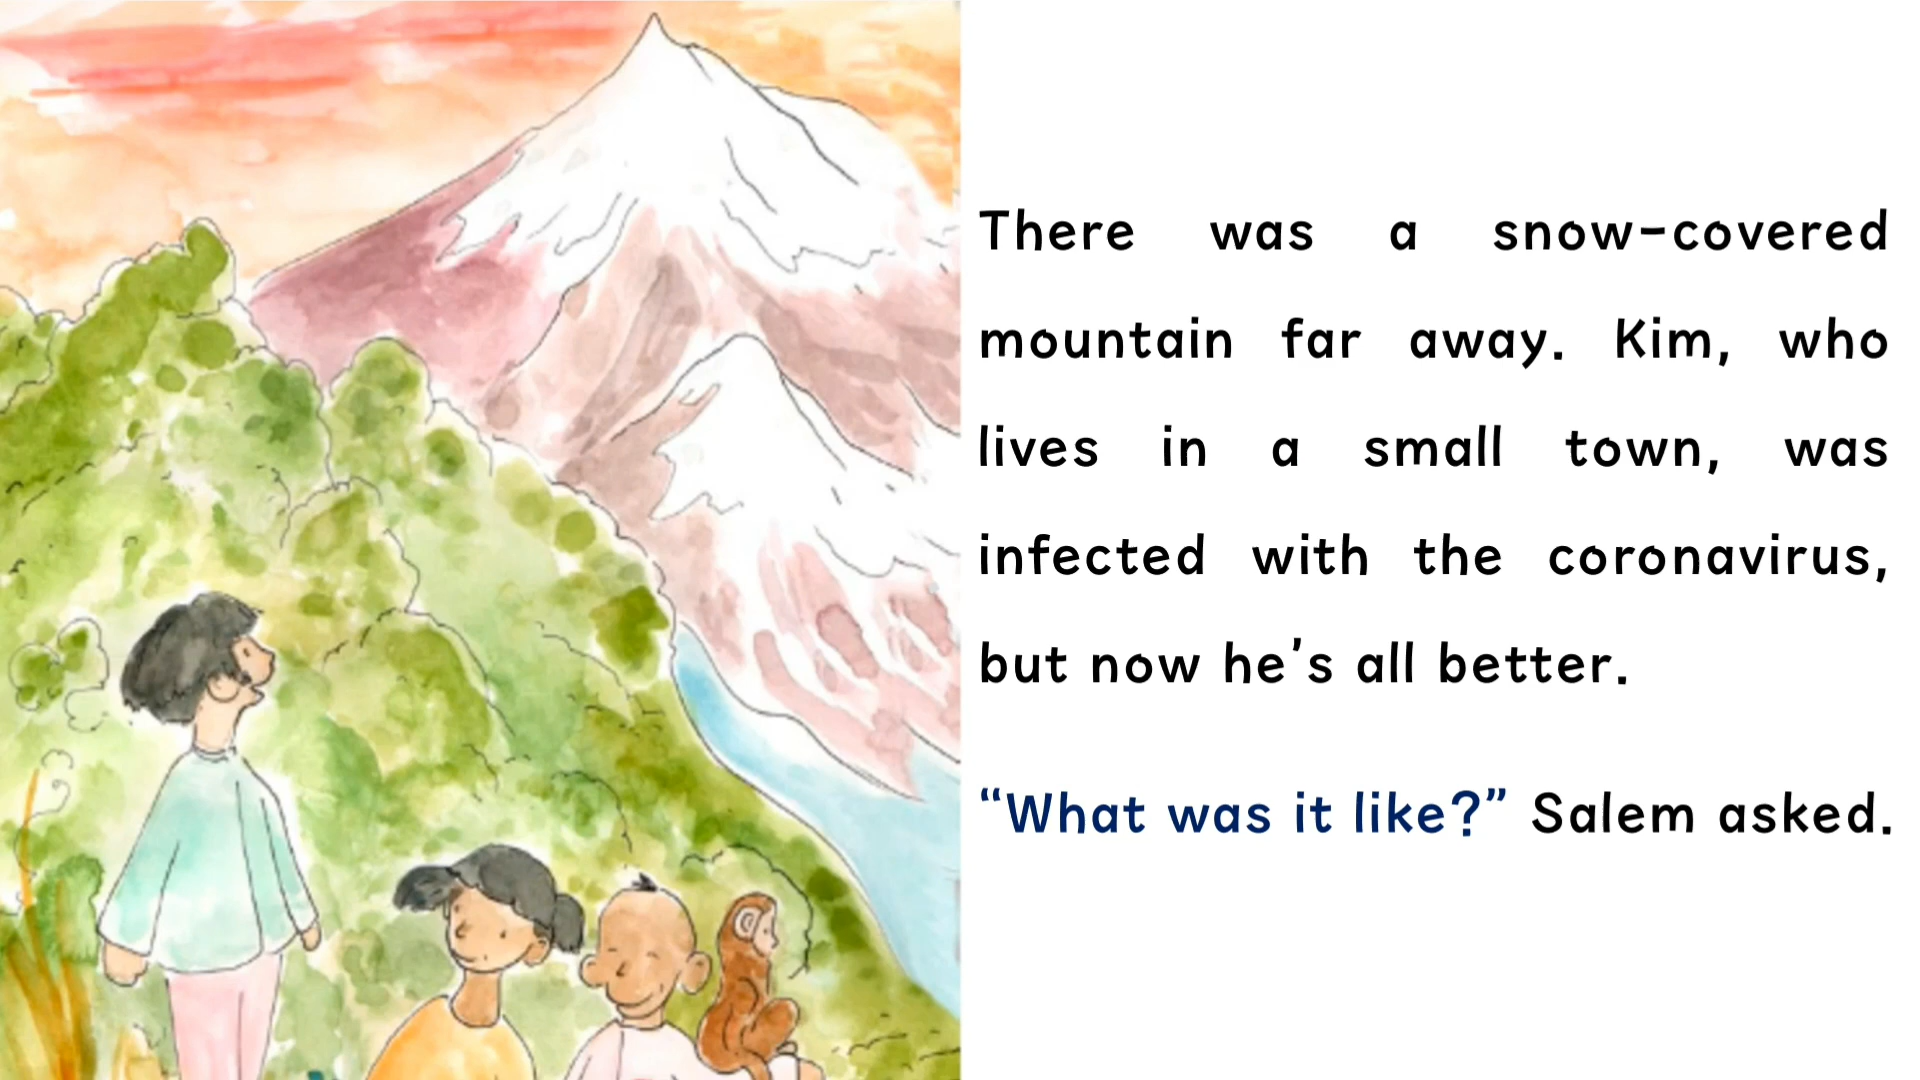 There was a snow-covered
mountain far away. Kim, who
lives in a small town, was
infected with the coronavirus,
but now he’s all better.
“What was it like?” Salem asked.